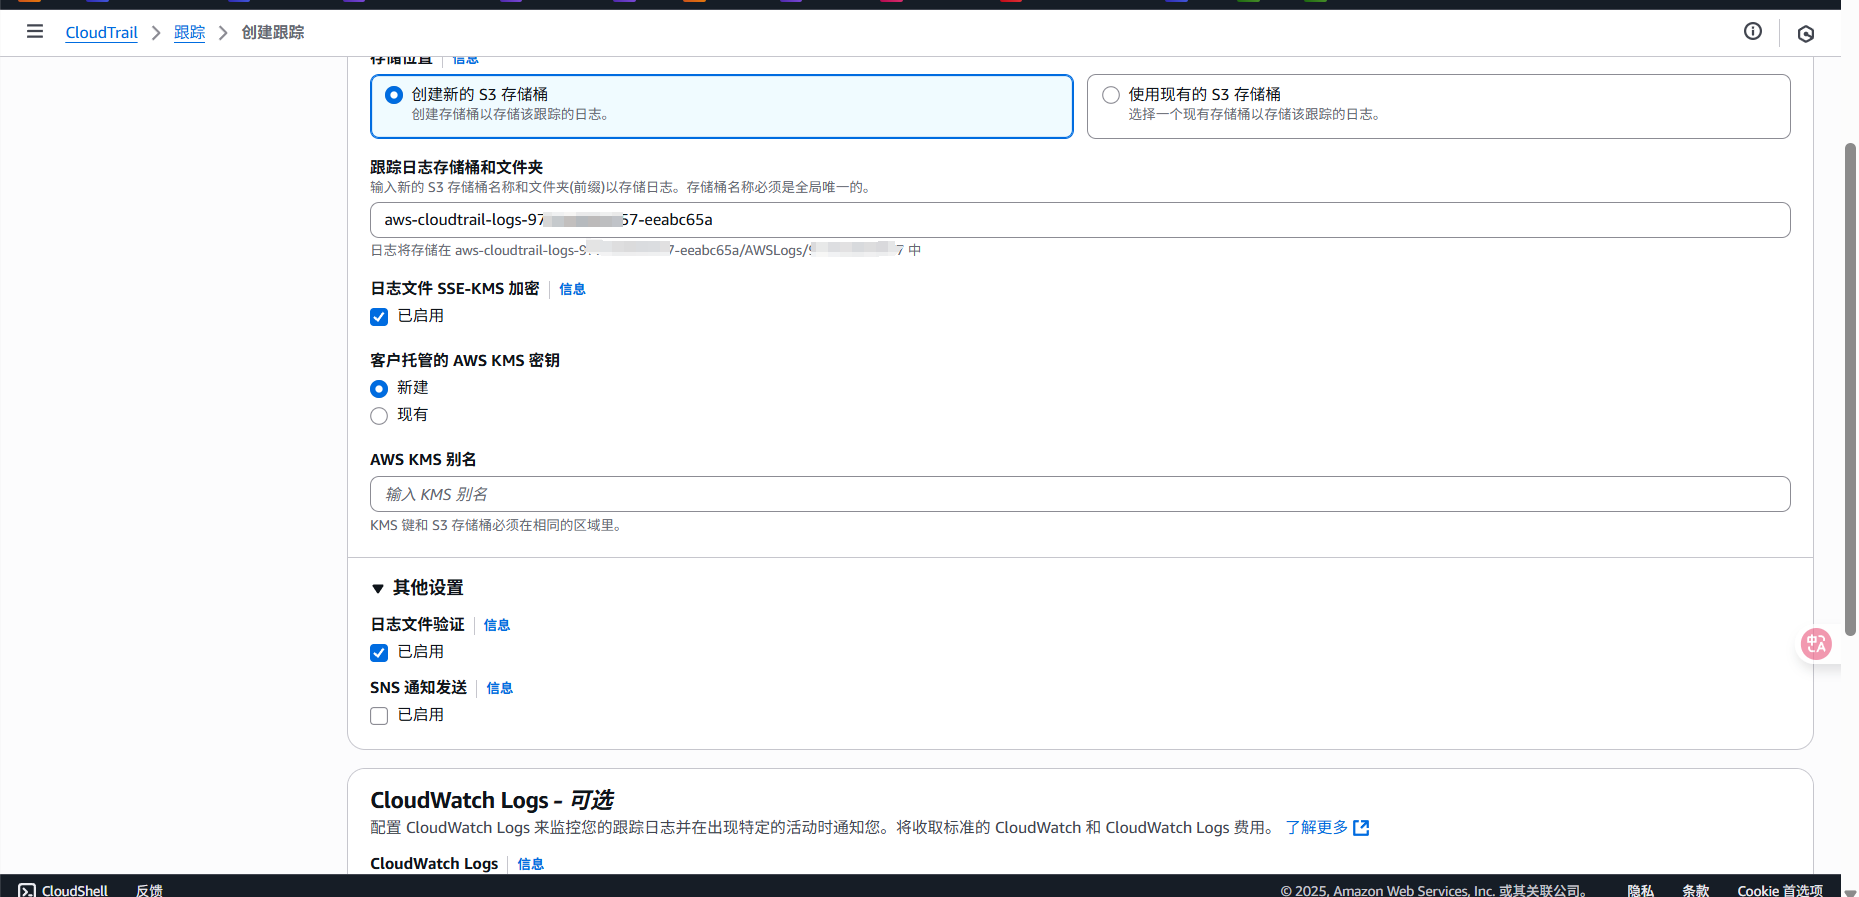 CloudTrail 跟踪 创建跟踪
存储位置 信息
创建新的 S3 存储桶
创建存储桶以存储该跟踪的日志。
使用现有的 S3 存储桶
选择一个现有存储桶以存储该跟踪的日志。
跟踪日志存储桶和文件夹
输入新的 S3 存储桶名称和文件夹(前缀)以存储日志。存储桶名称必须是全局唯一的。
aws-cloudtrail-logs-97 57-eeabc65a
日志将存储在 aws-cloudtrail-logs-9 7-eeabc65a/AWSLogs/9 7 中
日志文件 SSE-KMS 加密 信息
已启用
客户托管的 AWS KMS 密钥
新建
现有
AWS KMS 别名
输入 KMS 别名
KMS 键和 S3 存储桶必须在相同的区域里。
其他设置
日志文件验证 信息
已启用
SNS 通知发送 信息
已启用
CloudWatch Logs - 可选
配置 CloudWatch Logs 来监控您的跟踪日志并在出现特定的活动时通知您。将收取标准的 CloudWatch 和 CloudWatch Logs 费用。 了解更多
CloudWatch Logs 信息
CloudShell 反馈 © 2025, Amazon Web Services, Inc. 或其关联公司。 隐私 条款 Cookie 首选项